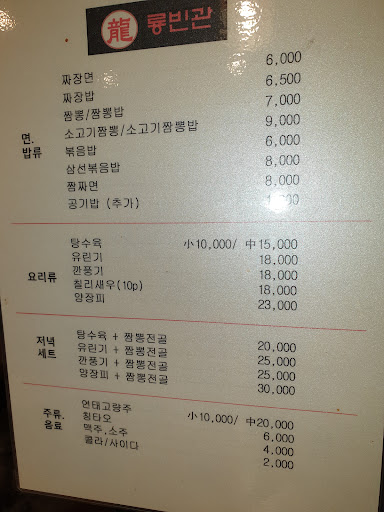 龍 룡빈관
면.
밥류
짜장면 6,000
짜장밥 6,500
짬뽕/짬뽕밥 7,000
소고기짬뽕/소고기짬뽕밥 9,000
볶음밥 6,000
삼선볶음밥 8,000
짬짜면 8,000
공기밥 (추가)
요리류
탕수육 小10,000/ 中15,000
유린기 18,000
깐풍기 18,000
칠리새우(10p) 18,000
양장피 23,000
저녁
세트
탕수육 + 짬뽕전골 20,000
유린기 + 짬뽕전골 25,000
깐풍기 + 짬뽕전골 25,000
양장피 + 짬뽕전골 30,000
주류.
음료
연태고량주 小10,000/ 中20,000
칭타오 6,000
맥주,소주 4,000
콜라/사이다 2,000